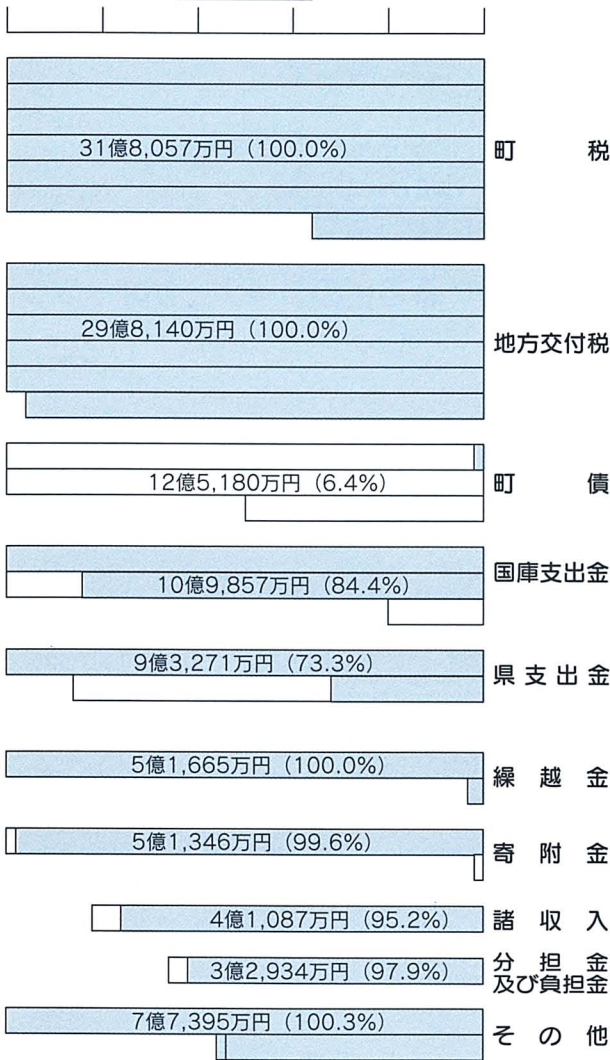 31億8,057万円（100.0%）
町税
29億8,140万円（100.0%）
地方交付税
12億5,180万円（6.4%）
町債
10億9,857万円（84.4%）
国庫支出金
9億3,271万円（73.3%）
県支出金
5億1,665万円（100.0%）
繰越金
5億1,346万円（99.6%）
寄附金
4億1,087万円（95.2%）
諸収入
3億2,934万円（97.9%）
分担金
及び負担金
7億7,395万円（100.3%）
その他